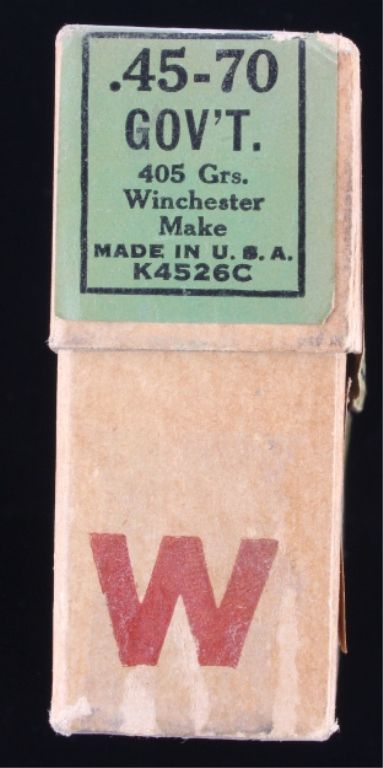 .45-70
GOV'T.
405 Grs.
Winchester
Make
MADE IN U. S. A.
K4526C
W